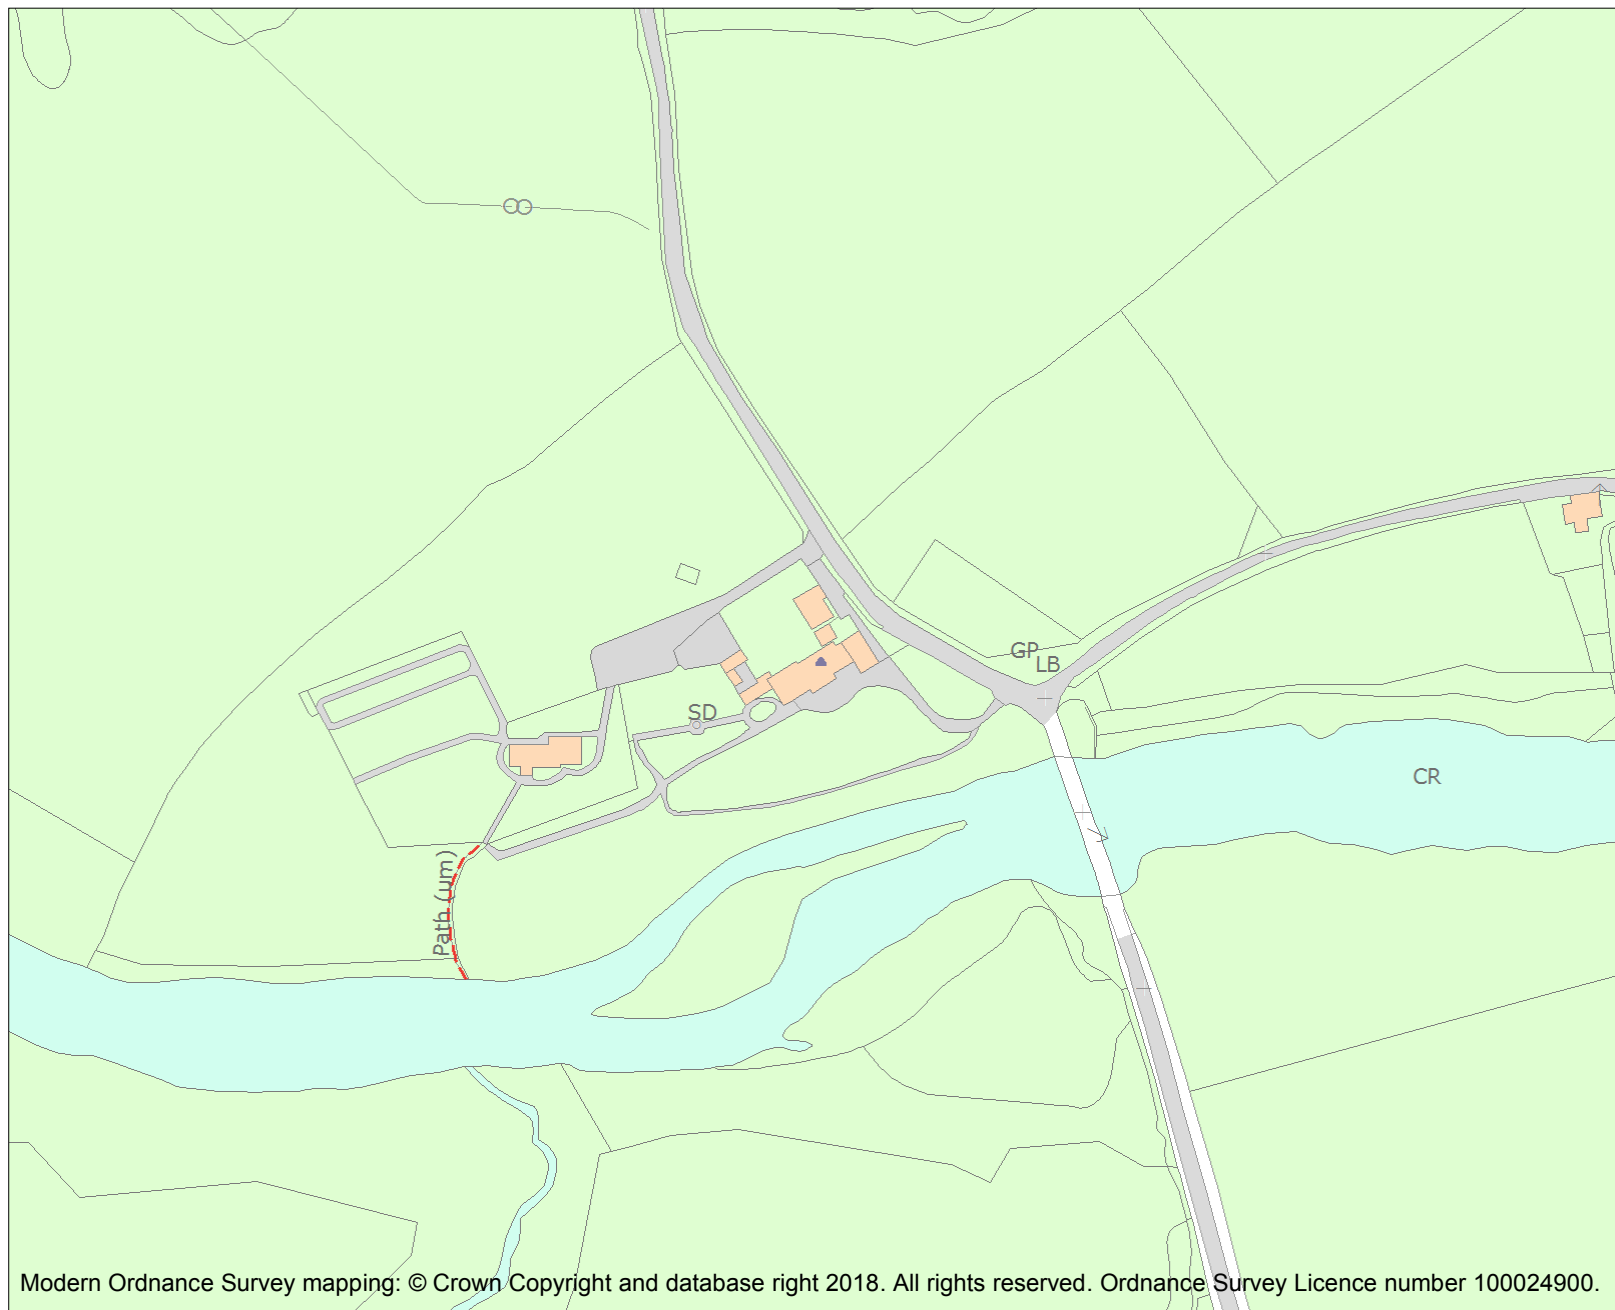 GP
LB
SD
CR
Path (um)
Modern Ordnance Survey mapping: © Crown Copyright and database right 2018. All rights reserved. Ordnance Survey Licence number 100024900.